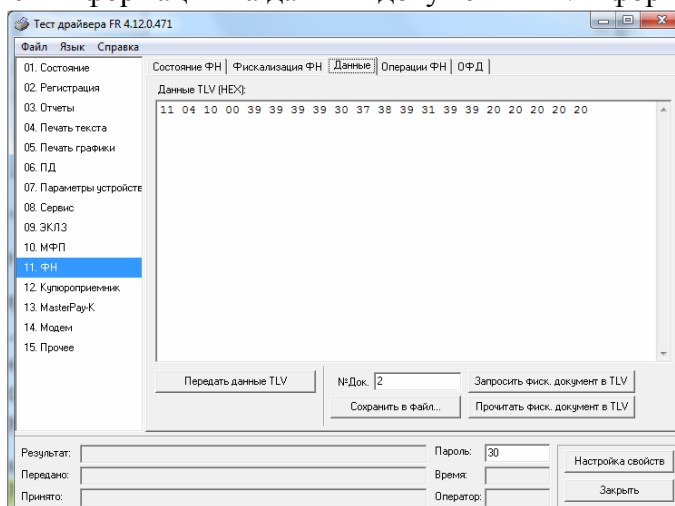 Тест драйвера FR 4.12.0.471
Файл Язык Справка
01. Состояние
02. Регистрация
03. Отчеты
04. Печать текста
05. Печать графики
06. ПД
07. Параметры устройств
08. Сервис
09. ЭКЛЗ
10. МФП
11. ФН
12. Купюроприемник
13. MasterPay-K
14. Модем
15. Прочее
Состояние ФН Фискализация ФН Данные Операции ФН ОФД
Данные TLV (HEX):
11 04 10 00 39 39 39 39 30 37 38 39 31 39 39 20 20 20 20 20
Передать данные TLV
№Док. 2
Запросить фиск. документ в TLV
Сохранить в файл...
Прочитать фиск. документ в TLV
Результат:
Передано:
Принято:
Пароль: 30
Время:
Оператор:
Настройка свойств
Закрыть